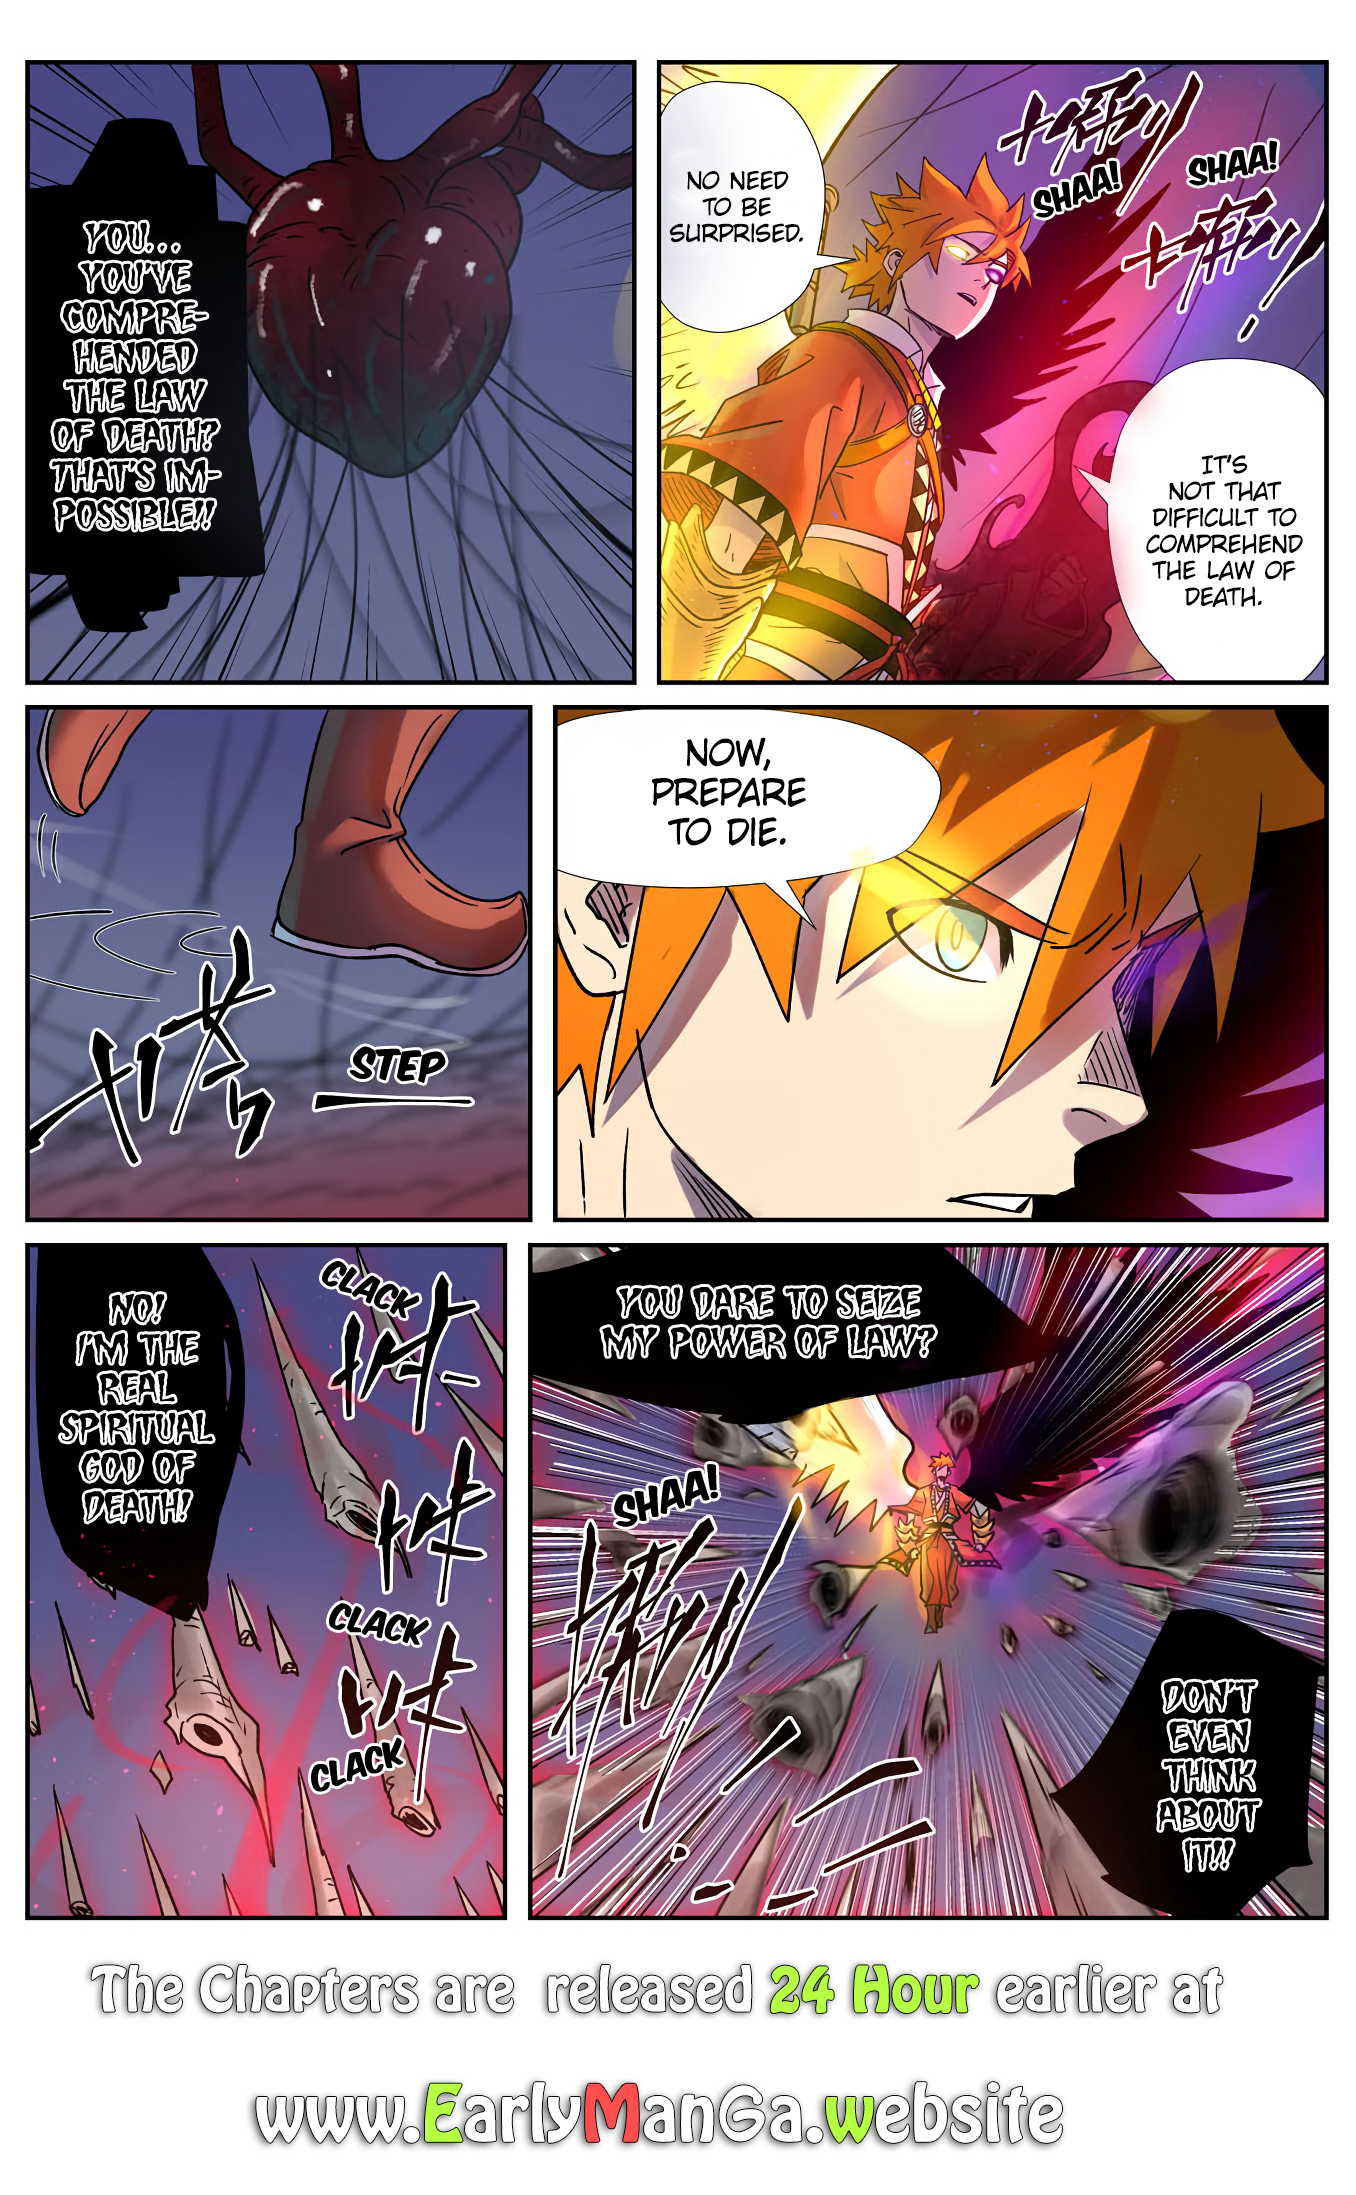 YOU...
YOU'VE
COMPRE-
HENDED
THE LAW
OF DEATH?
THAT'S IM-
POSSIBLE!!
NO NEED
TO BE
SURPRISED.
SHAA!
SHAA!
IT'S
NOT THAT
DIFFICULT TO
COMPREHEND
THE LAW OF
DEATH.
STEP
NOW,
PREPARE
TO DIE.
NO!
I'M THE
REAL
SPIRITUAL
GOD OF
DEATH!
CLACK
CLACK
CLACK
YOU DARE TO SEIZE
MY POWER OF LAW?
SHAA!
DON'T
EVEN
THINK
ABOUT
IT!!
The Chapters are released 24 Hour earlier at
www.EarlyManGa.website